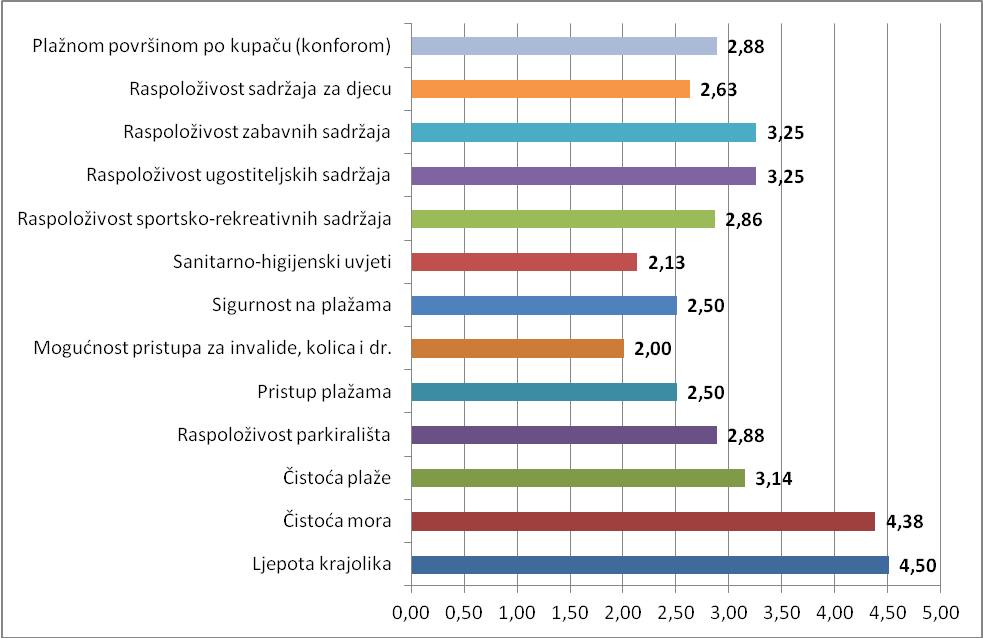 Plažnom površinom po kupaču (konforom) 2,88
Raspoloživost sadržaja za djecu 2,63
Raspoloživost zabavnih sadržaja 3,25
Raspoloživost ugostiteljskih sadržaja 3,25
Raspoloživost sportsko-rekreativnih sadržaja 2,86
Sanitarno-higijenski uvjeti 2,13
Sigurnost na plažama 2,50
Mogućnost pristupa za invalide, kolica i dr. 2,00
Pristup plažama 2,50
Raspoloživost parkirališta 2,88
Čistoća plaže 3,14
Čistoća mora 4,38
Ljepota krajolika 4,50
0,00 0,50 1,00 1,50 2,00 2,50 3,00 3,50 4,00 4,50 5,00